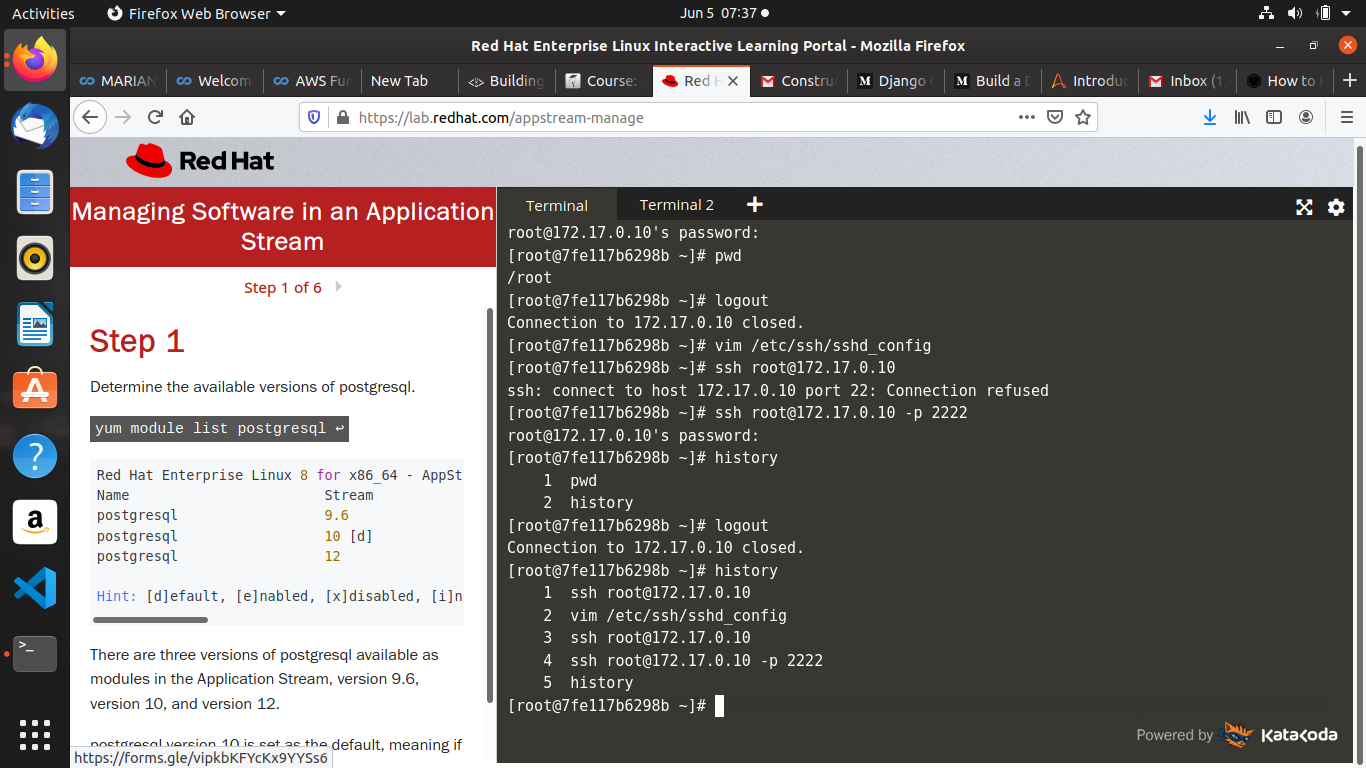 Activities
Firefox Web Browser
Jun 5 07:37
Red Hat Enterprise Linux Interactive Learning Portal - Mozilla Firefox
MARIAN
Welcom
AWS Fu
New Tab
Building
Course:
Red H
Constru
Django
Build a D
Introdu
Inbox (1
How to
https://lab.redhat.com/appstream-manage
Red Hat
Managing Software in an Application
Stream
Step 1 of 6
Step 1
Determine the available versions of postgresql.
yum module list postgresql ↩
Red Hat Enterprise Linux 8 for x86_64 - AppSt
Name Stream
postgresql 9.6
postgresql 10 [d]
postgresql 12
Hint: [d]efault, [e]nabled, [x]disabled, [i]n
There are three versions of postgresql available as
modules in the Application Stream, version 9.6,
version 10, and version 12.
postgresql version 10 is set as the default, meaning if
https://forms.gle/vipkbKFYcKx9YYSs6
Terminal
Terminal 2
root@172.17.0.10's password:
[root@7fe117b6298b ~]# pwd
/root
[root@7fe117b6298b ~]# logout
Connection to 172.17.0.10 closed.
[root@7fe117b6298b ~]# vim /etc/ssh/sshd_config
[root@7fe117b6298b ~]# ssh root@172.17.0.10
ssh: connect to host 172.17.0.10 port 22: Connection refused
[root@7fe117b6298b ~]# ssh root@172.17.0.10 -p 2222
root@172.17.0.10's password:
[root@7fe117b6298b ~]# history
1 pwd
2 history
[root@7fe117b6298b ~]# logout
Connection to 172.17.0.10 closed.
[root@7fe117b6298b ~]# history
1 ssh root@172.17.0.10
2 vim /etc/ssh/sshd_config
3 ssh root@172.17.0.10
4 ssh root@172.17.0.10 -p 2222
5 history
[root@7fe117b6298b ~]#
Powered by Katacoda